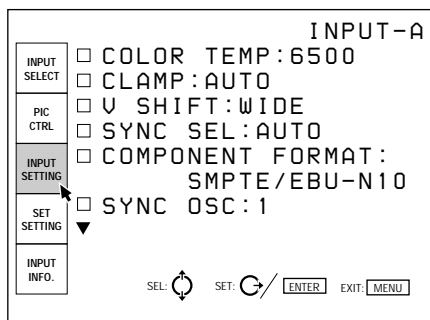 INPUT-A
INPUT
SELECT
PIC
CTRL
INPUT
SETTING
SET
SETTING
INPUT
INFO.
COLOR TEMP:6500
CLAMP:AUTO
V SHIFT:WIDE
SYNC SEL:AUTO
COMPONENT FORMAT:
SMPTE/EBU-N10
SYNC OSC:1
SEL: SET: / ENTER EXIT: MENU